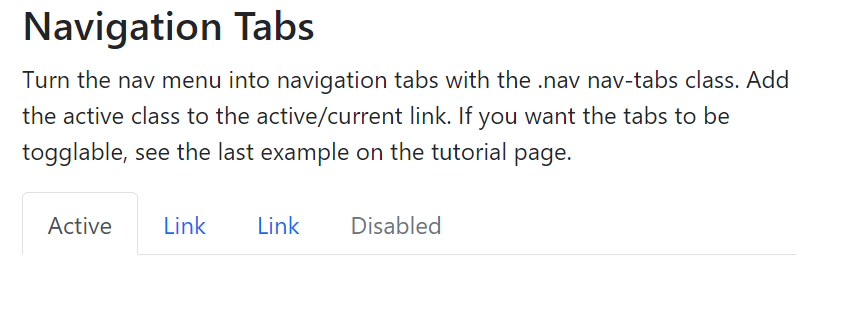 Navigation Tabs
Turn the nav menu into navigation tabs with the .nav nav-tabs class. Add
the active class to the active/current link. If you want the tabs to be
togglable, see the last example on the tutorial page.
Active Link Link Disabled